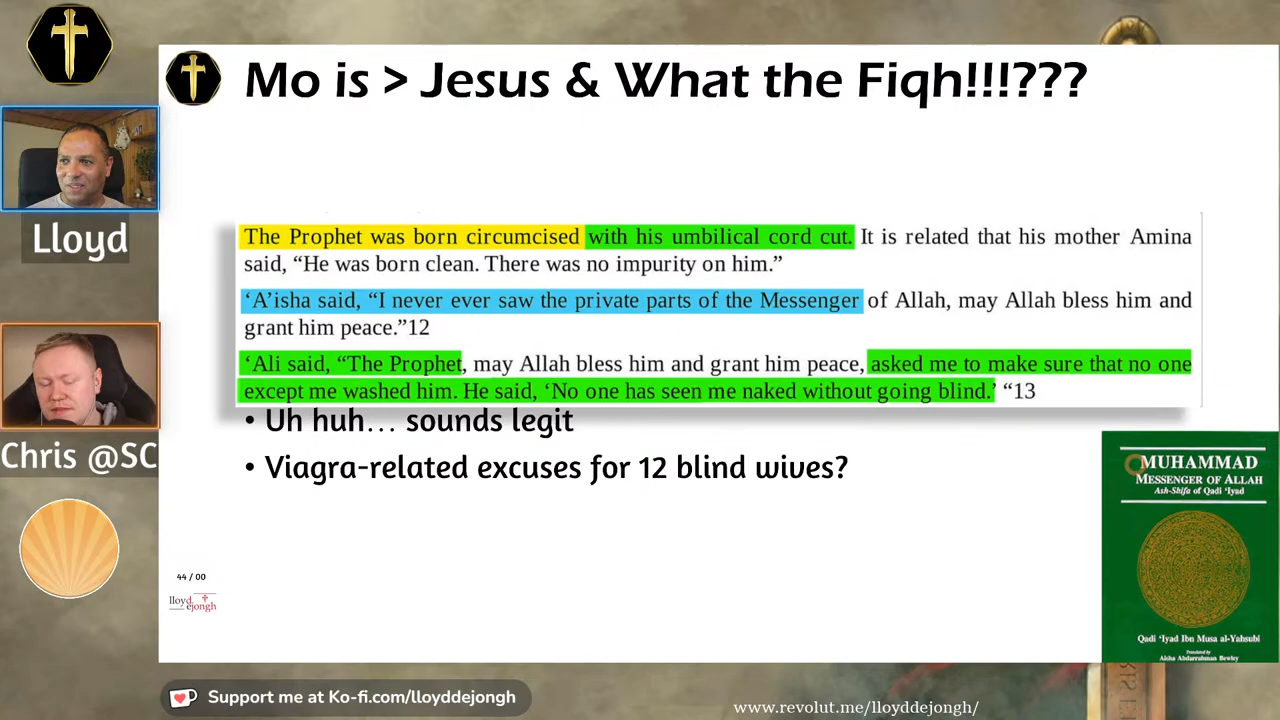 Mo is > Jesus & What the Fiqh!!!???
Lloyd
Chris @SC
The Prophet was born circumcised with his umbilical cord cut. It is related that his mother Amina
said, “He was born clean. There was no impurity on him.”
‘A’isha said, “I never ever saw the private parts of the Messenger of Allah, may Allah bless him and
grant him peace.”12
‘Ali said, “The Prophet, may Allah bless him and grant him peace, asked me to make sure that no one
except me washed him. He said, ‘No one has seen me naked without going blind.’ “13
• Uh huh… sounds legit
• Viagra-related excuses for 12 blind wives?
MUHAMMAD
MESSENGER OF ALLAH
Ash-Shifa of Qadi ‘Iyad
Qadi ‘Iyad Ibn Musa al-Yahsubi
Translated by
Aisha Abdarrahman Bewley
44 / 00
lloyd
dejongh
Support me at Ko-fi.com/lloyddejongh
www.revolut.me/lloyddejongh/